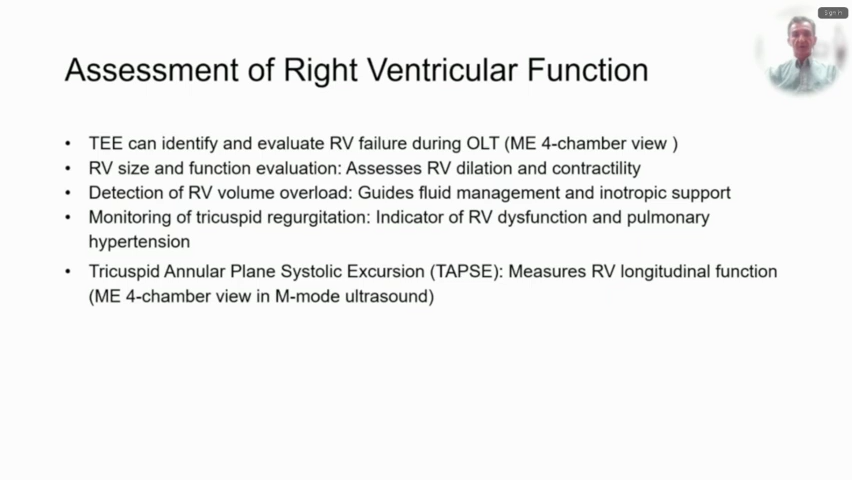 Sign in
Assessment of Right Ventricular Function
• TEE can identify and evaluate RV failure during OLT (ME 4-chamber view )
• RV size and function evaluation: Assesses RV dilation and contractility
• Detection of RV volume overload: Guides fluid management and inotropic support
• Monitoring of tricuspid regurgitation: Indicator of RV dysfunction and pulmonary
hypertension
• Tricuspid Annular Plane Systolic Excursion (TAPSE): Measures RV longitudinal function
(ME 4-chamber view in M-mode ultrasound)